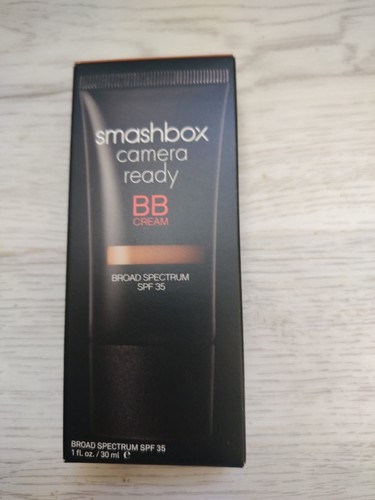 smashbox
camera
ready
BB
CREAM
BROAD SPECTRUM
SPF 35
BROAD SPECTRUM SPF 35
1 fl. oz. / 30 ml ℮